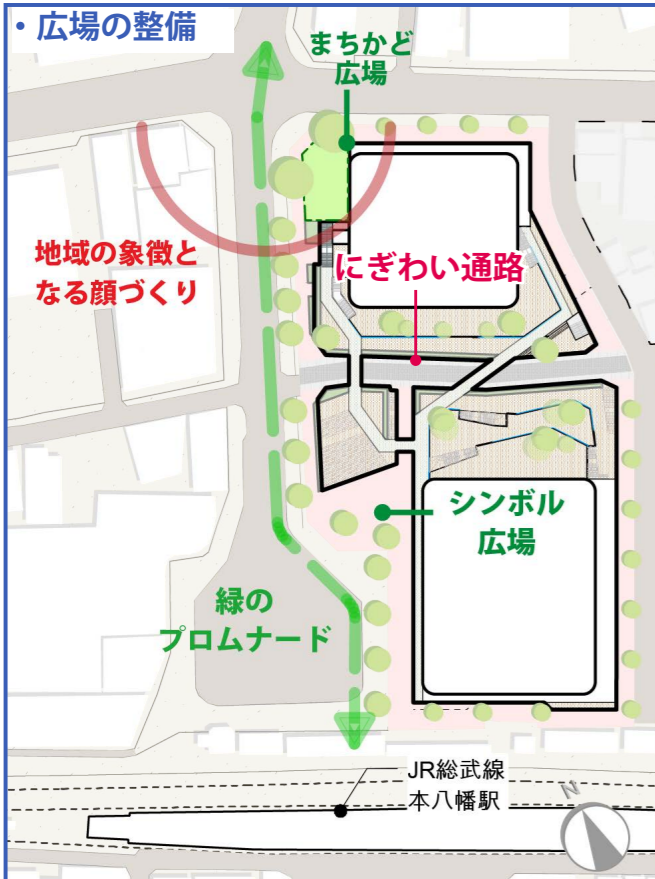 ・広場の整備
まちかど
広場
地域の象徴と
なる顔づくり
にぎわい通路
シンボル
広場
緑の
プロムナード
JR総武線
本八幡駅
N